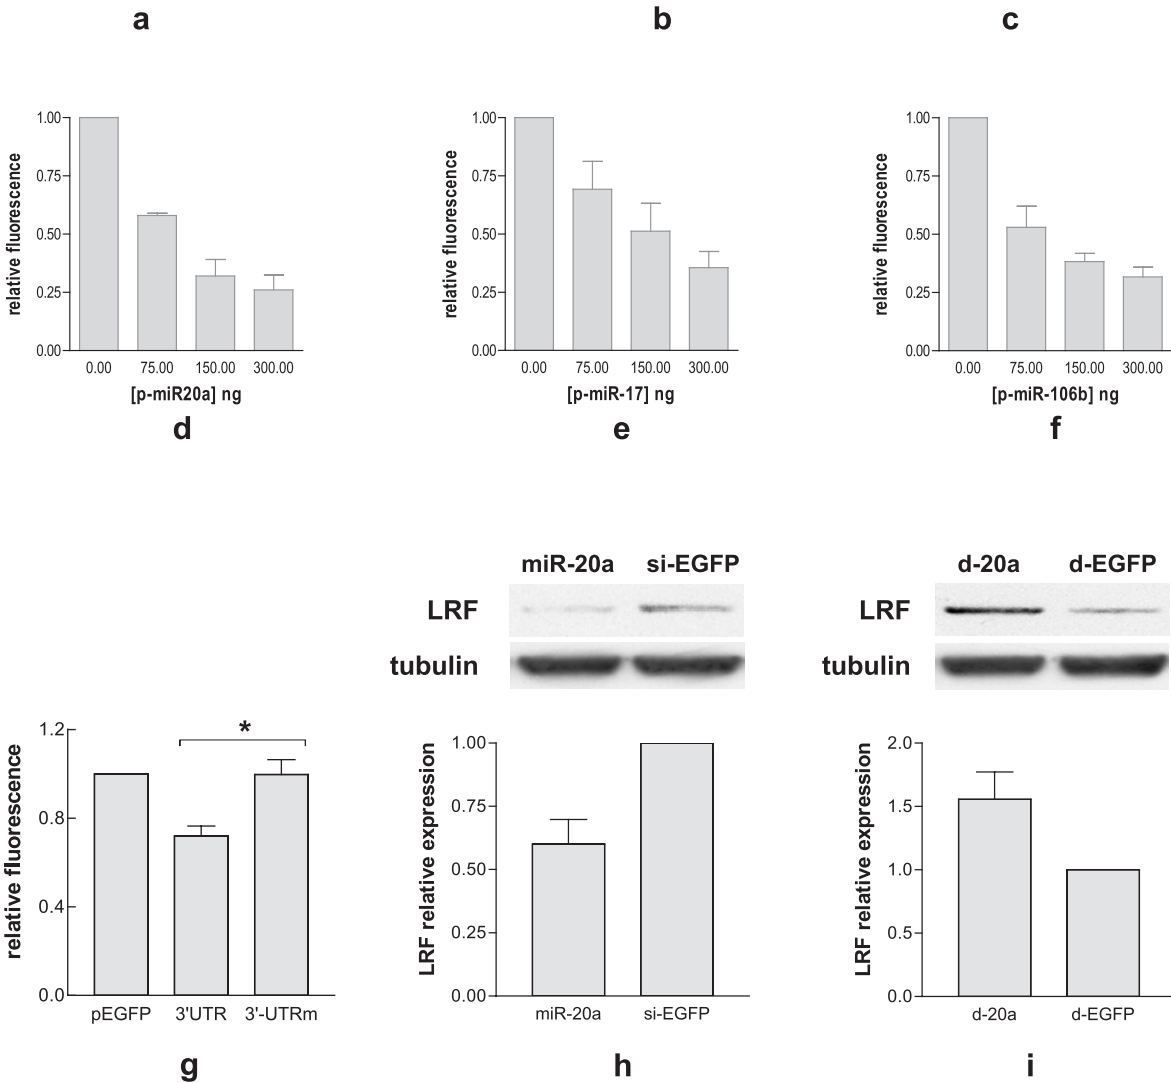 a
b
c
relative fluorescence
1.00
0.75
0.50
0.25
0.00
0.00 75.00 150.00 300.00
[p-miR20a] ng
d
relative fluorescence
1.00
0.75
0.50
0.25
0.00
0.00 75.00 150.00 300.00
[p-miR-17] ng
e
relative fluorescence
1.00
0.75
0.50
0.25
0.00
0.00 75.00 150.00 300.00
[p-miR-106b] ng
f
relative fluorescence
1.2
0.8
0.4
0.0
*
pEGFP 3'UTR 3'-UTRm
g
miR-20a si-EGFP
LRF
tubulin
LRF relative expression
1.00
0.75
0.50
0.25
0.00
miR-20a si-EGFP
h
d-20a d-EGFP
LRF
tubulin
LRF relative expression
2.0
1.5
1.0
0.5
0.0
d-20a d-EGFP
i